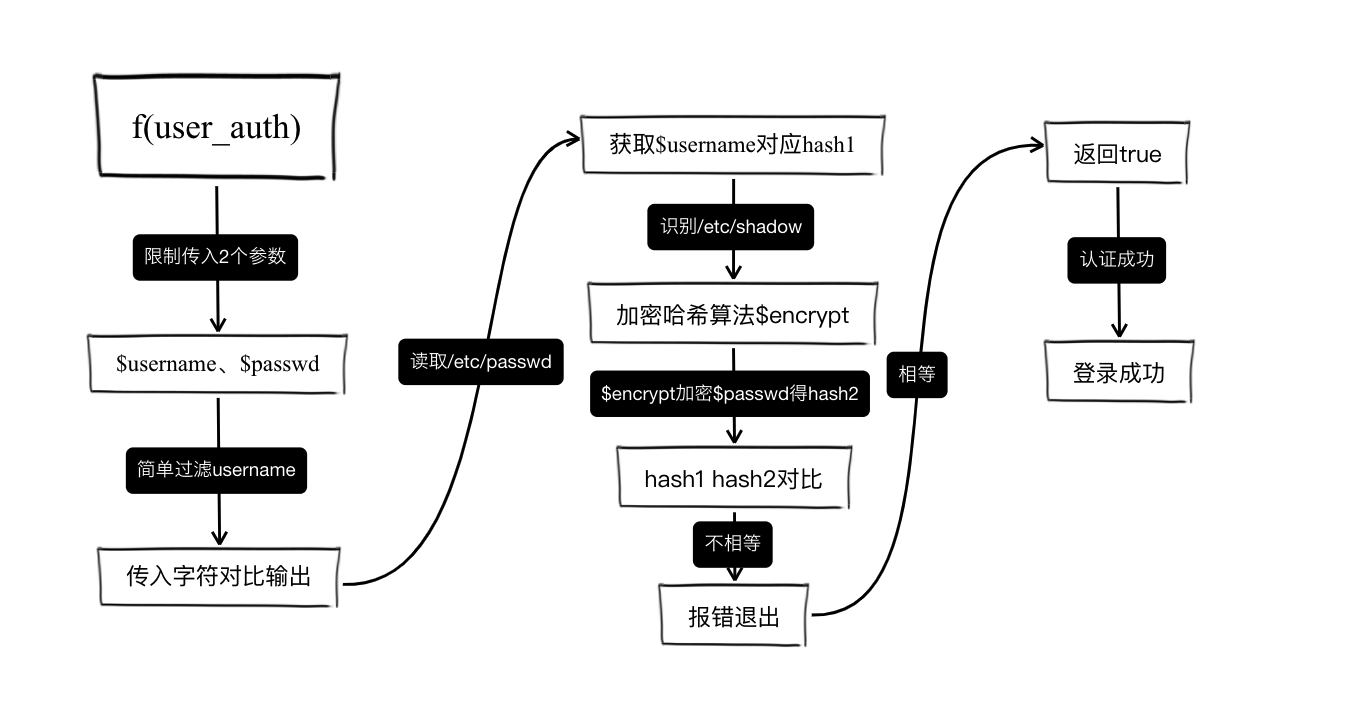 f(user_auth)
限制传入2个参数
$username、$passwd
简单过滤username
传入字符对比输出
读取/etc/passwd
获取$username对应hash1
识别/etc/shadow
加密哈希算法$encrypt
$encrypt加密$passwd得hash2
hash1 hash2对比
不相等
报错退出
相等
返回true
认证成功
登录成功